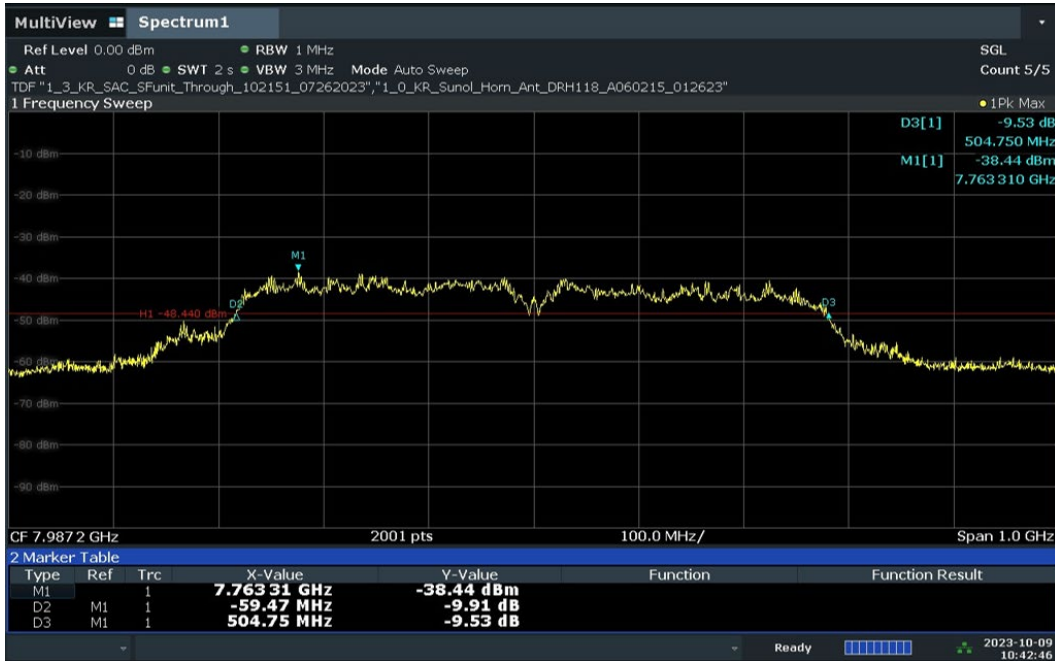 MultiView Spectrum1
Ref Level 0.00 dBm RBW 1 MHz SGL
Att 0 dB SWT 2 s VBW 3 MHz Mode Auto Sweep Count 5/5
TDF "1_3_KR_SAC_SFunit_Through_102151_07262023","1_0_KR_Sunol_Horn_Ant_DRH118_A060215_012623"
1 Frequency Sweep 1Pk Max
D3[1] -9.53 dB
504.750 MHz
M1[1] -38.44 dBm
7.763 310 GHz
-10 dBm
-20 dBm
-30 dBm
M1
-40 dBm
D2 D3
H1 -48.440 dBm
-50 dBm
-60 dBm
-70 dBm
-80 dBm
-90 dBm
CF 7.987 2 GHz 2001 pts 100.0 MHz/ Span 1.0 GHz
2 Marker Table
Type Ref Trc X-Value Y-Value Function Function Result
M1 1 7.763 31 GHz -38.44 dBm
D2 M1 1 -59.47 MHz -9.91 dB
D3 M1 1 504.75 MHz -9.53 dB
Ready 2023-10-09
10:42:46